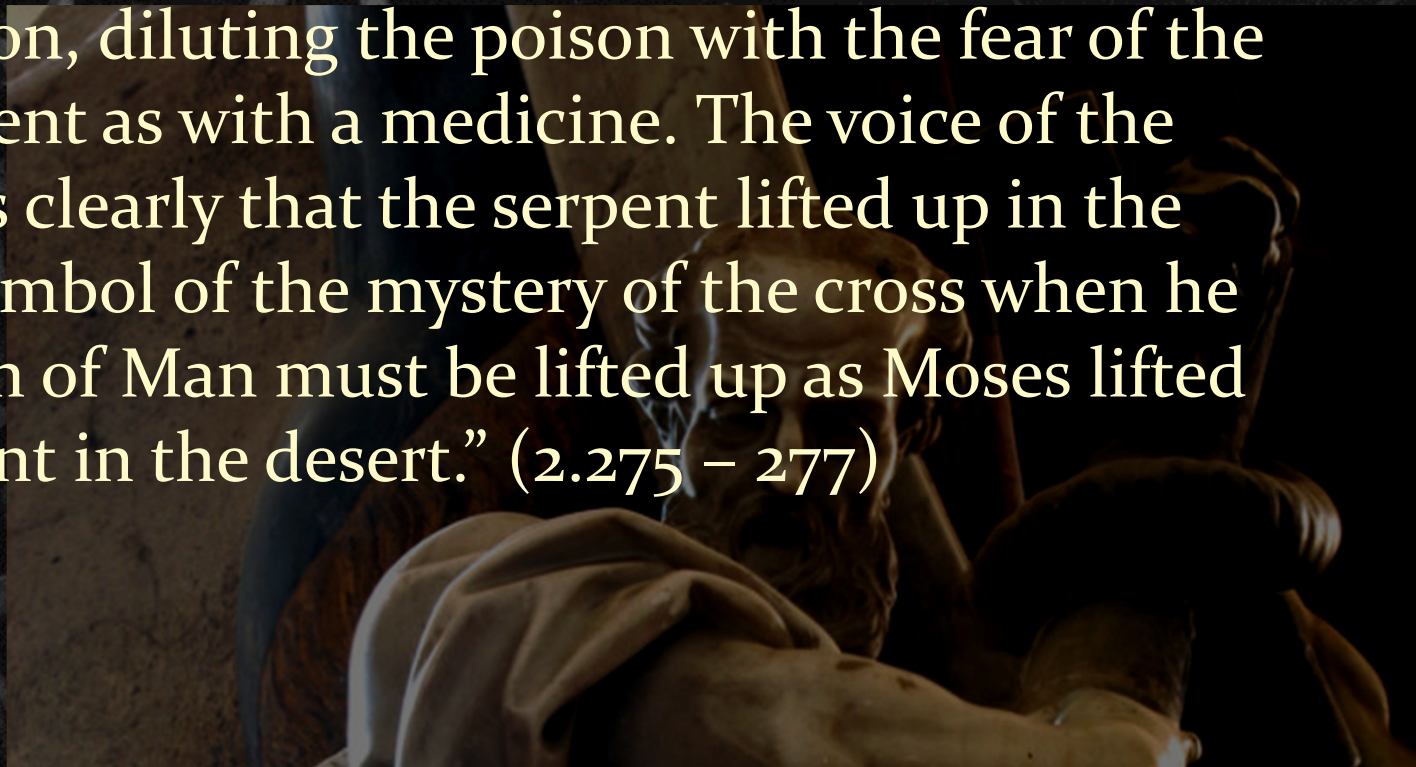 on, diluting the poison with the fear of the
ent as with a medicine. The voice of the
s clearly that the serpent lifted up in the
mbol of the mystery of the cross when he
n of Man must be lifted up as Moses lifted
nt in the desert.” (2.275 – 277)